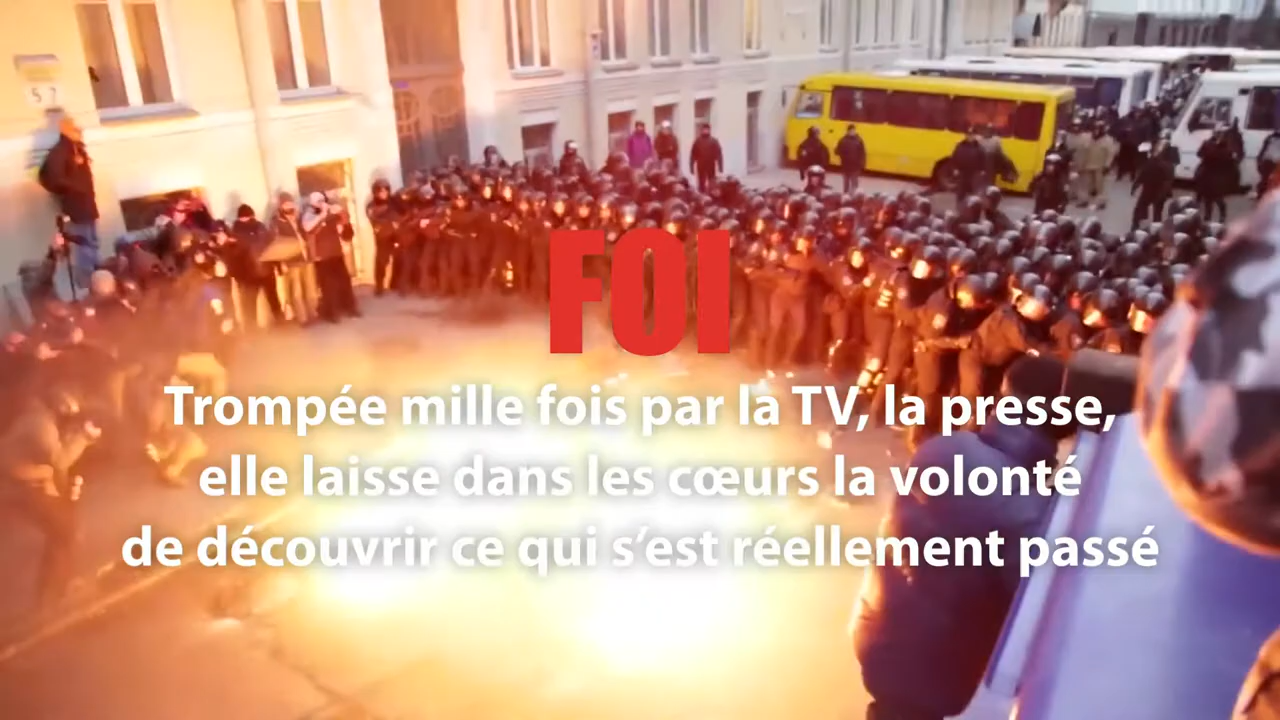 57
FOI
Trompée mille fois par la TV, la presse,
elle laisse dans les cœurs la volonté
de découvrir ce qui s’est réellement passé